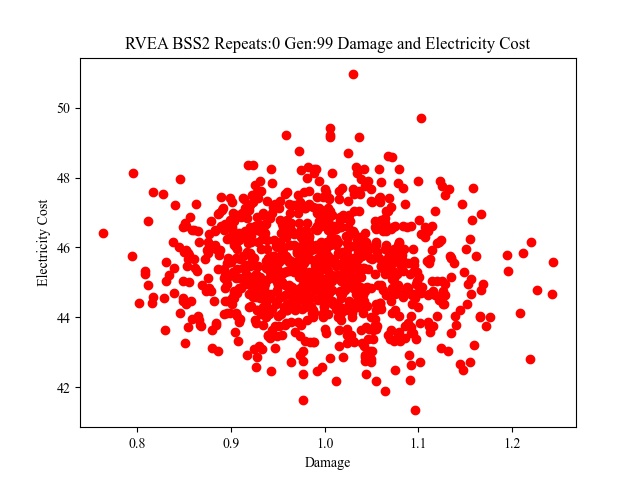 RVEA BSS2 Repeats:0 Gen:99 Damage and Electricity Cost
Electricity Cost
50
48
46
44
42
0.8 0.9 1.0 1.1 1.2
Damage